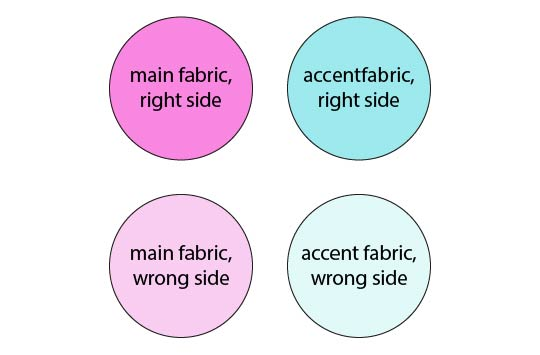 main fabric,
right side
accentfabric,
right side
main fabric,
wrong side
accent fabric,
wrong side